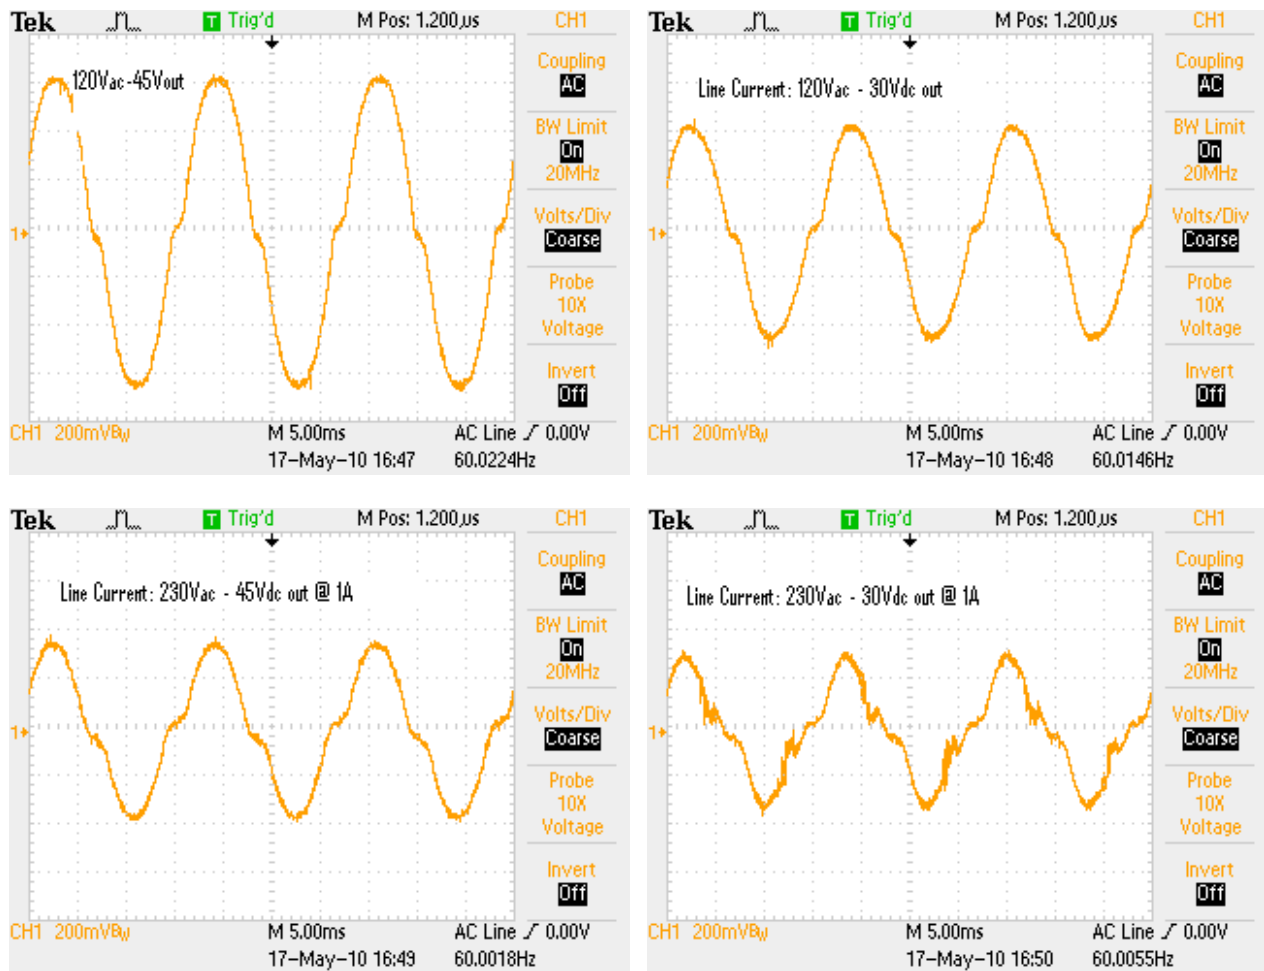 Tek T Trig'd M Pos: 1.200µs CH1
Coupling
AC
BW Limit
On
20MHz
Volts/Div
Coarse
Probe
10X
Voltage
Invert
Off
120Vac-45Vout
1
CH1 200mVBW M 5.00ms AC Line 0.00V
17-May-10 16:47 60.0224Hz
Tek T Trig'd M Pos: 1.200µs CH1
Coupling
AC
BW Limit
On
20MHz
Volts/Div
Coarse
Probe
10X
Voltage
Invert
Off
Line Current: 120Vac - 30Vdc out
1
CH1 200mVBW M 5.00ms AC Line 0.00V
17-May-10 16:48 60.0146Hz
Tek T Trig'd M Pos: 1.200µs CH1
Coupling
AC
BW Limit
On
20MHz
Volts/Div
Coarse
Probe
10X
Voltage
Invert
Off
Line Current: 230Vac - 45Vdc out @ 1A
1
CH1 200mVBW M 5.00ms AC Line 0.00V
17-May-10 16:49 60.0018Hz
Tek T Trig'd M Pos: 1.200µs CH1
Coupling
AC
BW Limit
On
20MHz
Volts/Div
Coarse
Probe
10X
Voltage
Invert
Off
Line Current: 230Vac - 30Vdc out @ 1A
1
CH1 200mVBW M 5.00ms AC Line 0.00V
17-May-10 16:50 60.0055Hz